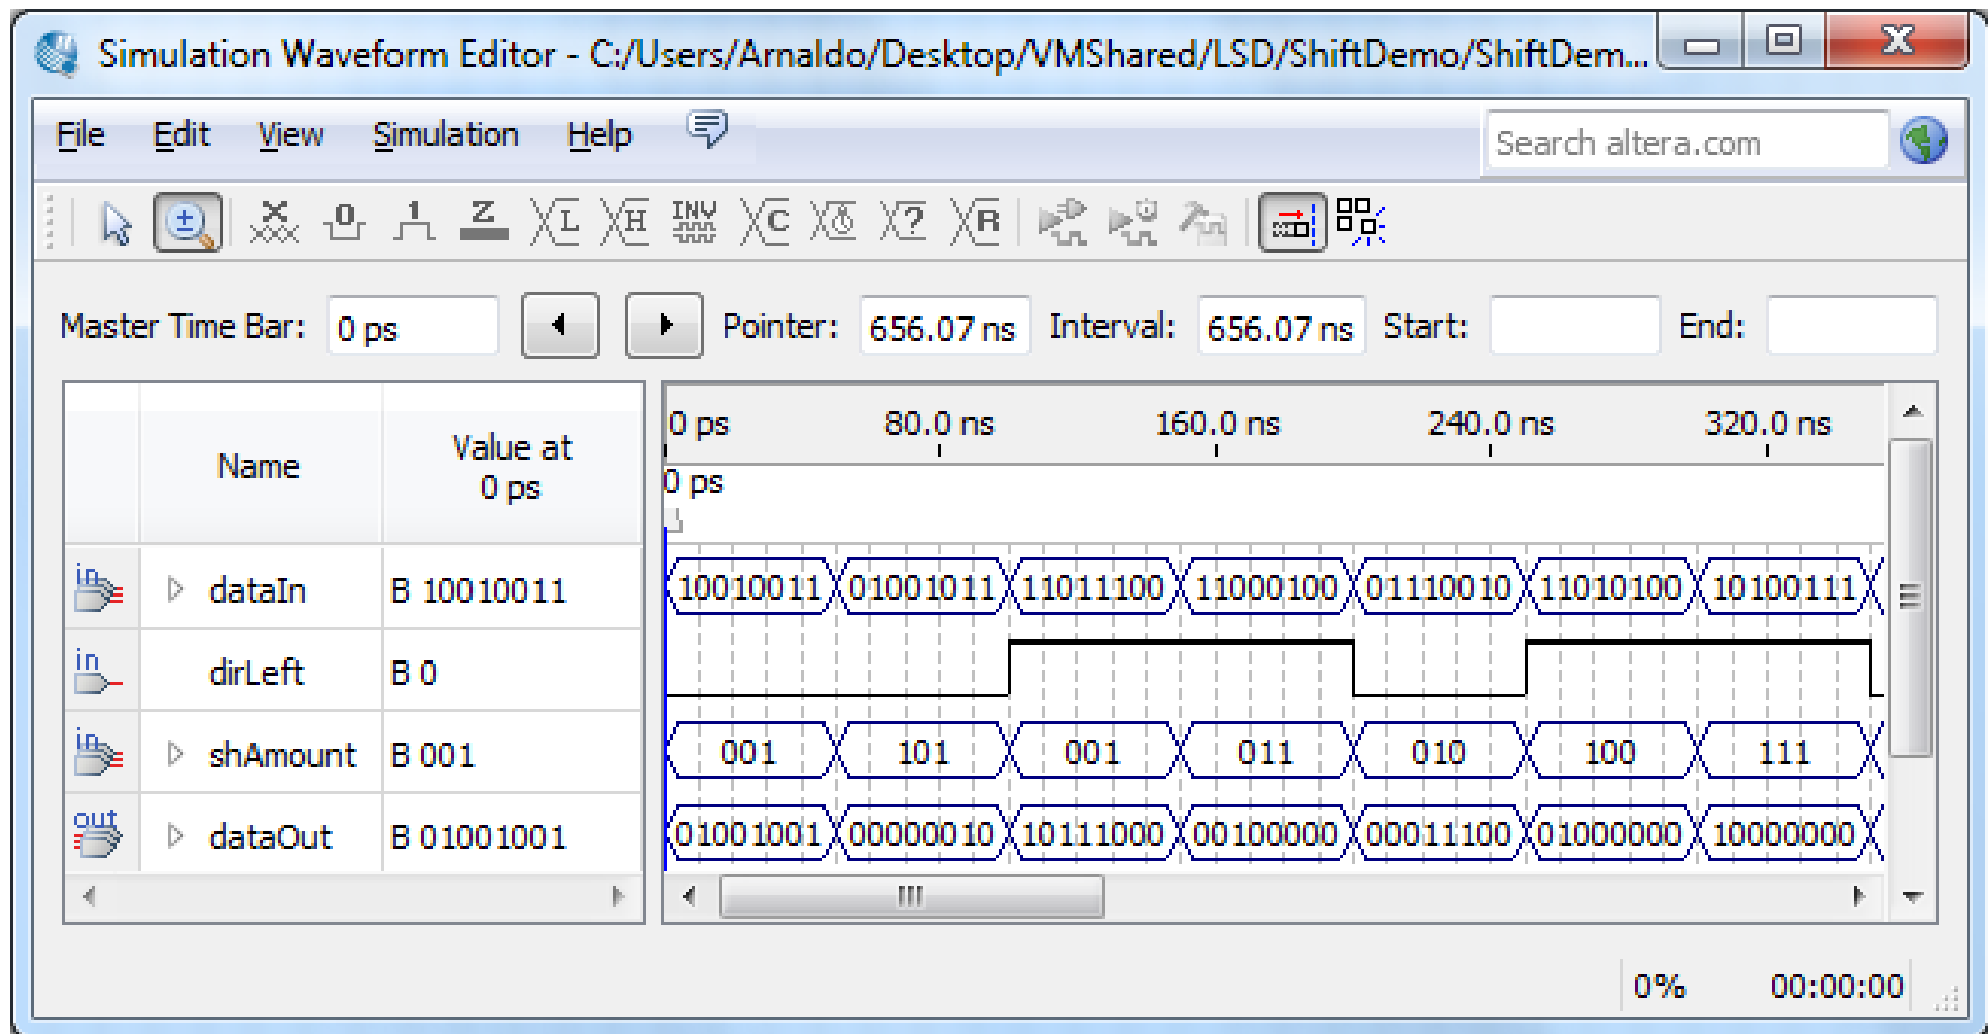 Simulation Waveform Editor - C:/Users/Arnaldo/Desktop/VMShared/LSD/ShiftDemo/ShiftDem...
File Edit View Simulation Help
Search altera.com
X 0 1 Z L H INV C ? R
Master Time Bar: 0 ps Pointer: 656.07 ns Interval: 656.07 ns Start: End:
0 ps 80.0 ns 160.0 ns 240.0 ns 320.0 ns
Name Value at
0 ps
0 ps
in dataIn B 10010011 10010011 01001011 11011100 11000100 01110010 11010100 10100111
in dirLeft B 0
in shAmount B 001 001 101 001 011 010 100 111
out dataOut B 01001001 01001001 00000010 10111000 00100000 00011100 01000000 10000000
0% 00:00:00